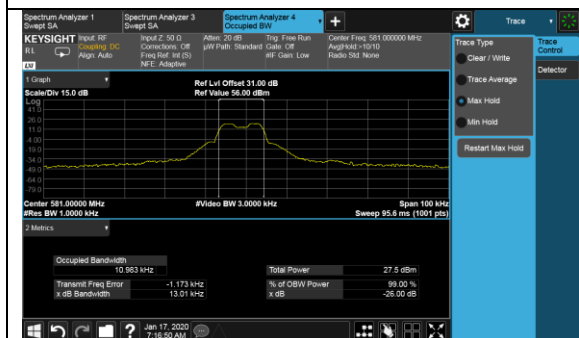 Spectrum Analyzer 1
Swept SA
Spectrum Analyzer 3
Swept SA
Spectrum Analyzer 4
Occupied BW
+
Trace
KEYSIGHT
RL
Input: RF
Coupling: DC
Align: Auto
Input Z: 50 Ω
Corrections: Off
Freq Ref: Int (S)
NFE: Adaptive
Atten: 20 dB
µW Path: Standard
Trig: Free Run
Gate: Off
#IF Gain: Low
Center Freq: 581.000000 MHz
Avg|Hold:>10/10
Radio Std: None
Trace Type
Clear / Write
Trace Average
Max Hold
Min Hold
Restart Max Hold
Trace Control
Detector
1 Graph
Scale/Div 15.0 dB
Ref Lvl Offset 31.00 dB
Ref Value 56.00 dBm
Log
41.0
26.0
11.0
-4.00
-19.0
-34.0
-49.0
-64.0
-79.0
Center 581.00000 MHz
#Res BW 1.0000 kHz
#Video BW 3.0000 kHz
Span 100 kHz
Sweep 95.6 ms (1001 pts)
2 Metrics
Occupied Bandwidth
10.983 kHz
Total Power 27.5 dBm
Transmit Freq Error -1.173 kHz
% of OBW Power 99.00 %
x dB Bandwidth 13.01 kHz
x dB -26.00 dB
?
Jan 17, 2020
7:16:50 AM